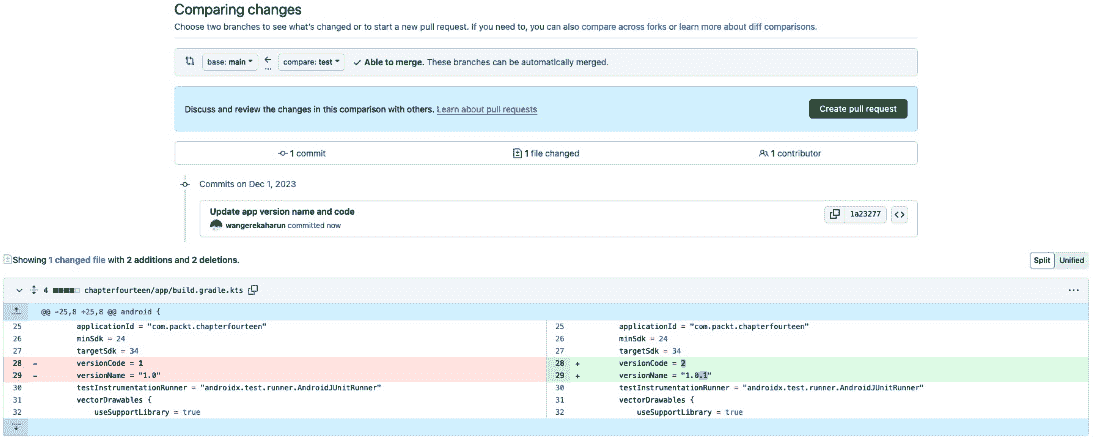 Comparing changes
Choose two branches to see what's changed or to start a new pull request. If you need to, you can also compare across forks or learn more about diff comparisons.
base: main ← compare: test ✓ Able to merge. These branches can be automatically merged.
Discuss and review the changes in this comparison with others. Learn about pull requests Create pull request
1 commit 1 file changed 1 contributor
Commits on Dec 1, 2023
Update app version name and code
wangerekaharun committed now 1a23277 <>
Showing 1 changed file with 2 additions and 2 deletions. Split Unified
4 chapterfourteen/app/build.gradle.kts ...
@@ -25,8 +25,8 @@ android {
25 applicationId = "com.packt.chapterfourteen" 25 applicationId = "com.packt.chapterfourteen"
26 minSdk = 24 26 minSdk = 24
27 targetSdk = 34 27 targetSdk = 34
28 - versionCode = 1 28 + versionCode = 2
29 - versionName = "1.0" 29 + versionName = "1.0.1"
30 testInstrumentationRunner = "androidx.test.runner.AndroidJUnitRunner" 30 testInstrumentationRunner = "androidx.test.runner.AndroidJUnitRunner"
31 vectorDrawables { 31 vectorDrawables {
32 useSupportLibrary = true 32 useSupportLibrary = true